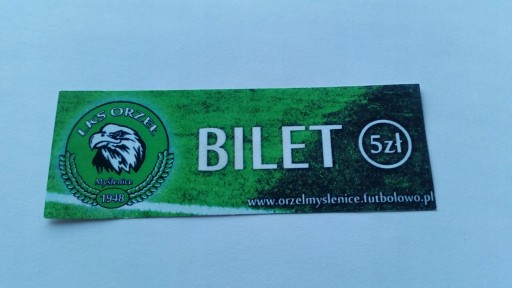 LKS ORZEŁ
Myślenice
1948
BILET
5zł
www.orzelmyslenice.futbolowo.pl